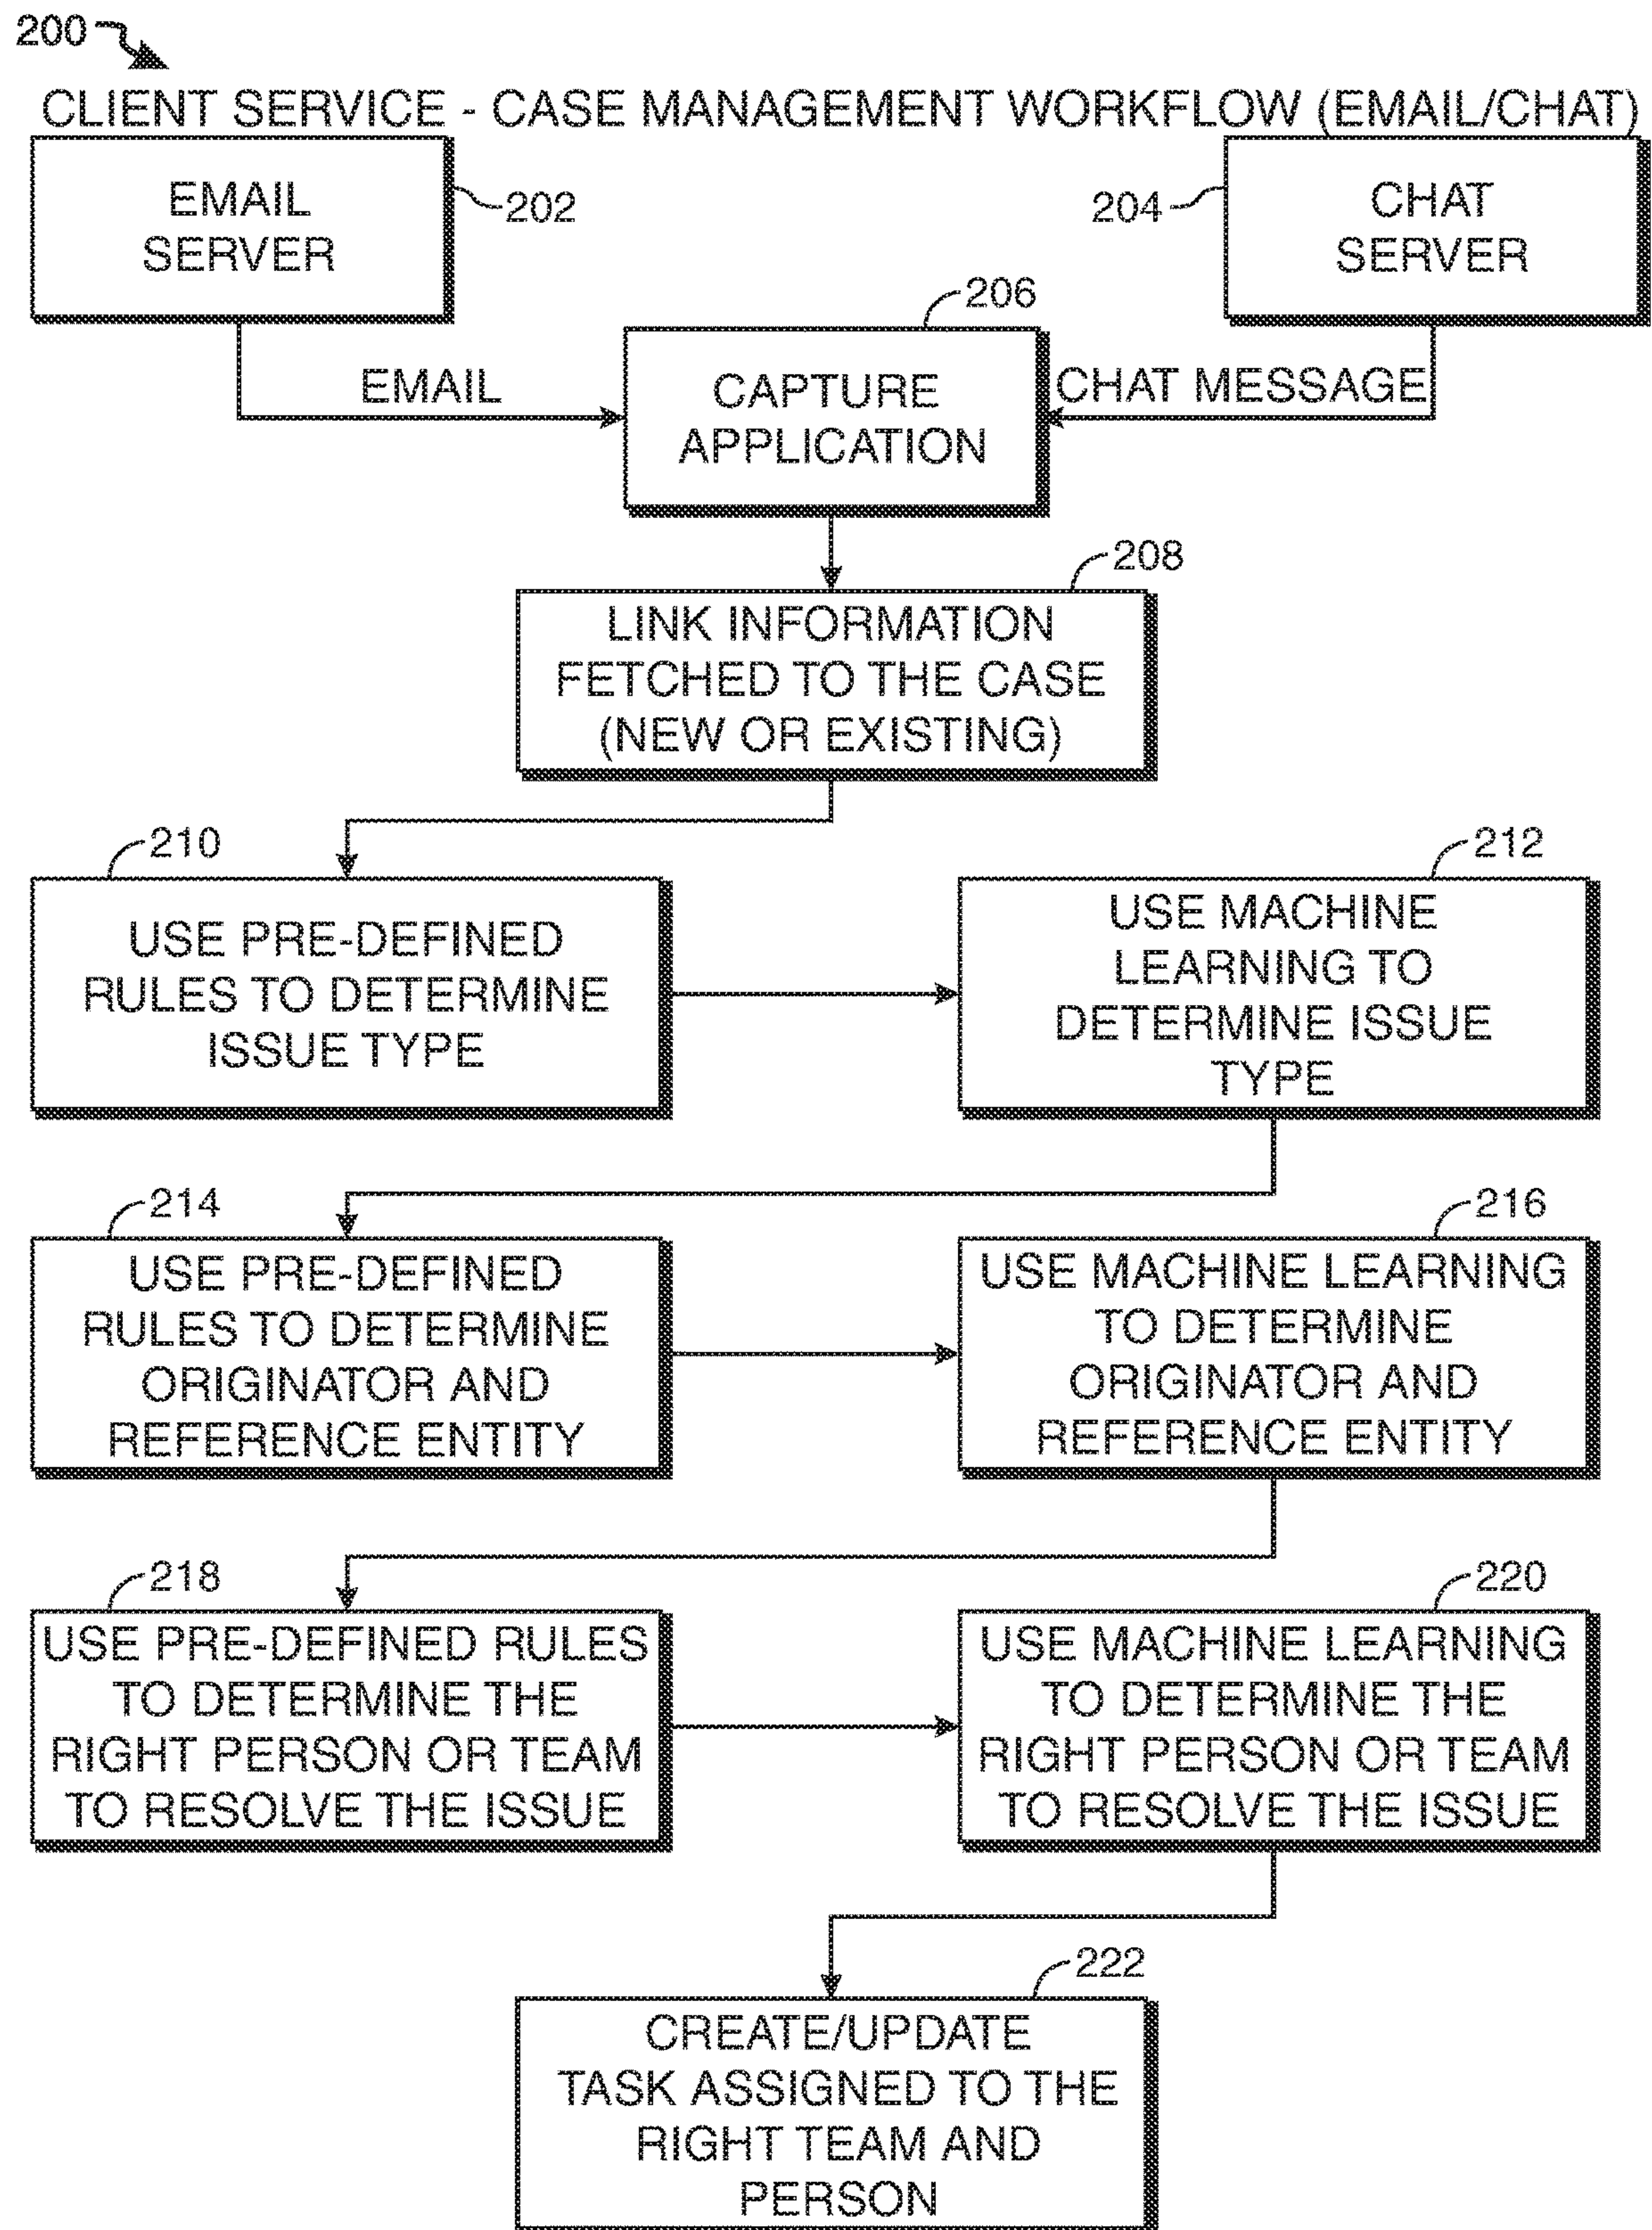 200
CLIENT SERVICE - CASE MANAGEMENT WORKFLOW (EMAIL/CHAT)
EMAIL
SERVER
202
204
CHAT
SERVER
206
EMAIL
CAPTURE
APPLICATION
CHAT MESSAGE
208
LINK INFORMATION
FETCHED TO THE CASE
(NEW OR EXISTING)
210
USE PRE-DEFINED
RULES TO DETERMINE
ISSUE TYPE
212
USE MACHINE
LEARNING TO
DETERMINE ISSUE
TYPE
214
USE PRE-DEFINED
RULES TO DETERMINE
ORIGINATOR AND
REFERENCE ENTITY
216
USE MACHINE LEARNING
TO DETERMINE
ORIGINATOR AND
REFERENCE ENTITY
218
USE PRE-DEFINED RULES
TO DETERMINE THE
RIGHT PERSON OR TEAM
TO RESOLVE THE ISSUE
220
USE MACHINE LEARNING
TO DETERMINE THE
RIGHT PERSON OR TEAM
TO RESOLVE THE ISSUE
222
CREATE/UPDATE
TASK ASSIGNED TO THE
RIGHT TEAM AND
PERSON